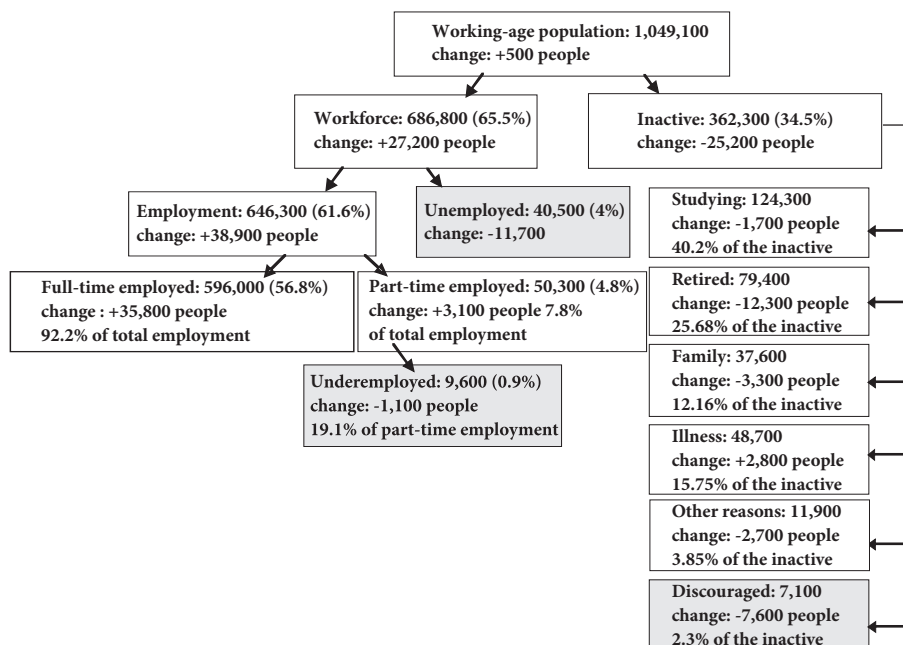 Working-age population: 1,049,100
change: +500 people
Workforce: 686,800 (65.5%)
change: +27,200 people
Inactive: 362,300 (34.5%)
change: -25,200 people
Employment: 646,300 (61.6%)
change: +38,900 people
Unemployed: 40,500 (4%)
change: -11,700
Full-time employed: 596,000 (56.8%)
change : +35,800 people
92.2% of total employment
Part-time employed: 50,300 (4.8%)
change: +3,100 people 7.8%
of total employment
Underemployed: 9,600 (0.9%)
change: -1,100 people
19.1% of part-time employment
Studying: 124,300
change: -1,700 people
40.2% of the inactive
Retired: 79,400
change: -12,300 people
25.68% of the inactive
Family: 37,600
change: -3,300 people
12.16% of the inactive
Illness: 48,700
change: +2,800 people
15.75% of the inactive
Other reasons: 11,900
change: -2,700 people
3.85% of the inactive
Discouraged: 7,100
change: -7,600 people
2.3% of the inactive